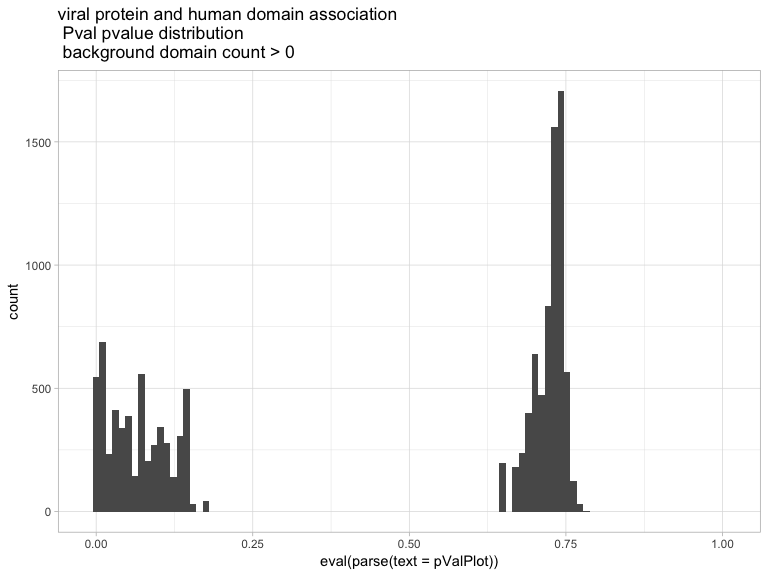 viral protein and human domain association
Pval pvalue distribution
background domain count > 0
count
1500
1000
500
0
0.00
0.25
0.50
0.75
1.00
eval(parse(text = pValPlot))